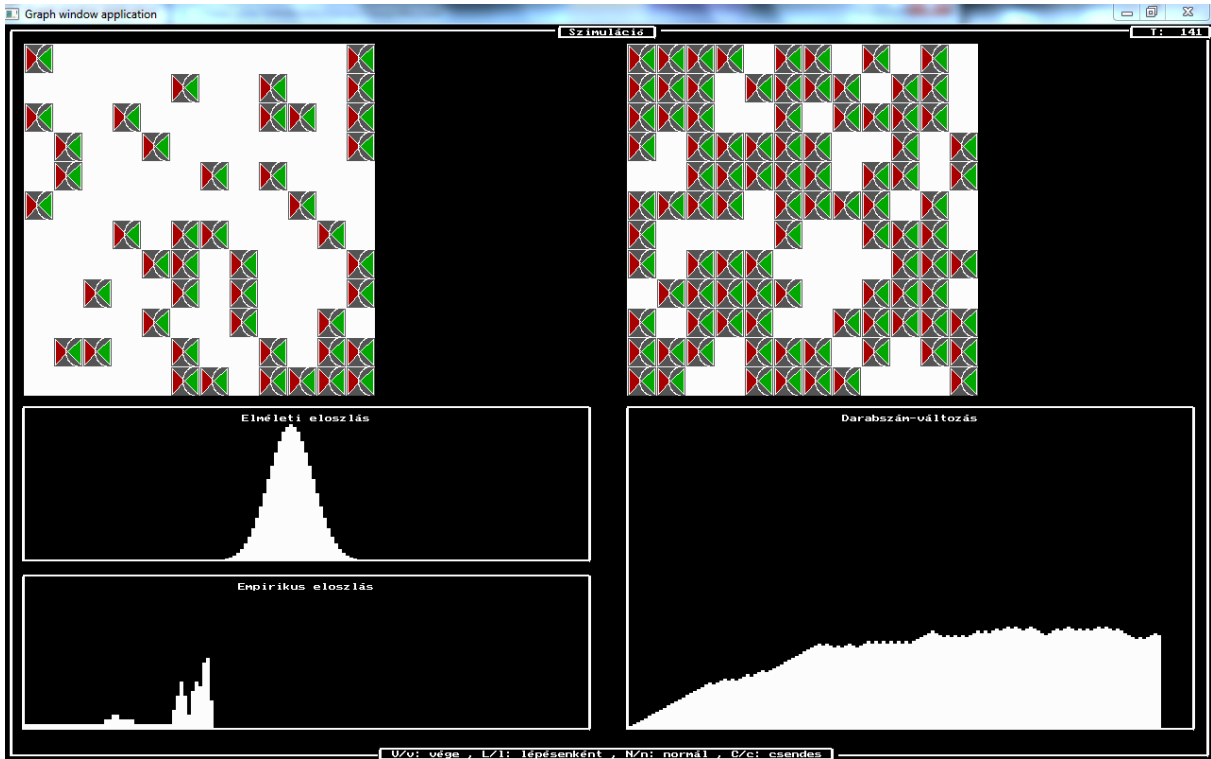 Graph window application
Szimuláció
T: 141
Elméleti eloszlás
Darabszám-változás
Empirikus eloszlás
V/v: vége , L/l: lépésenként , N/n: normál , C/c: csendes